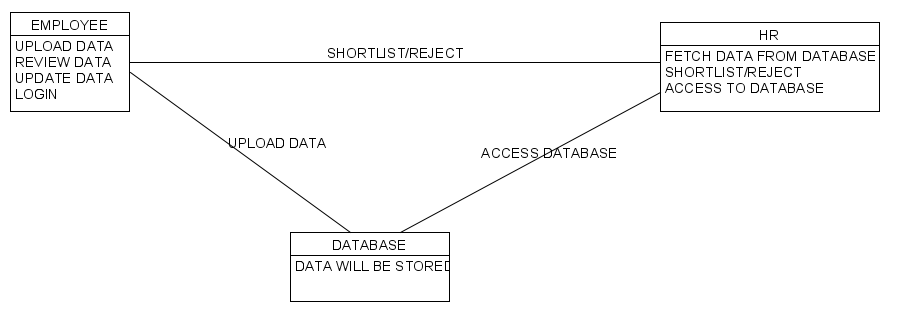 EMPLOYEE
UPLOAD DATA
REVIEW DATA
UPDATE DATA
LOGIN
SHORTLIST/REJECT
HR
FETCH DATA FROM DATABASE
SHORTLIST/REJECT
ACCESS TO DATABASE
UPLOAD DATA
ACCESS DATABASE
DATABASE
DATA WILL BE STORED